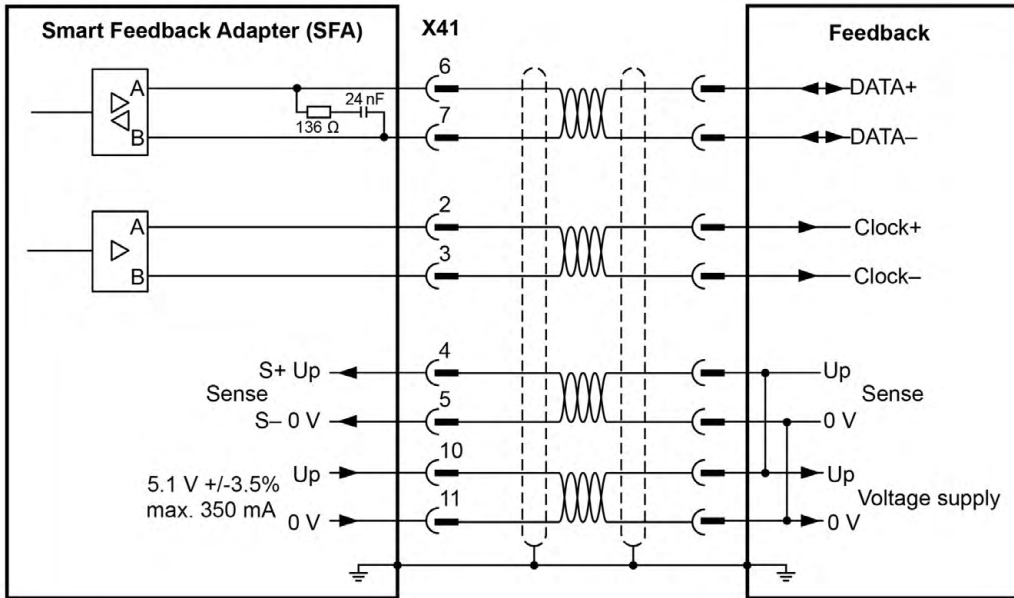 Smart Feedback Adapter (SFA)
X41
Feedback
A
B
136 Ω
24 nF
6
7
DATA+
DATA–
A
B
2
3
Clock+
Clock–
S+ Up
Sense
S– 0 V
4
5
Up
Sense
0 V
5.1 V +/-3.5%
max. 350 mA
Up
0 V
10
11
Up
Voltage supply
0 V